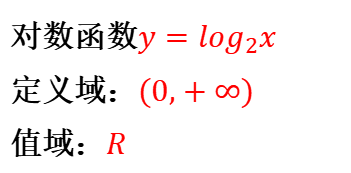 对数函数y = log₂x
定义域：(0, + ∞)
值域：R